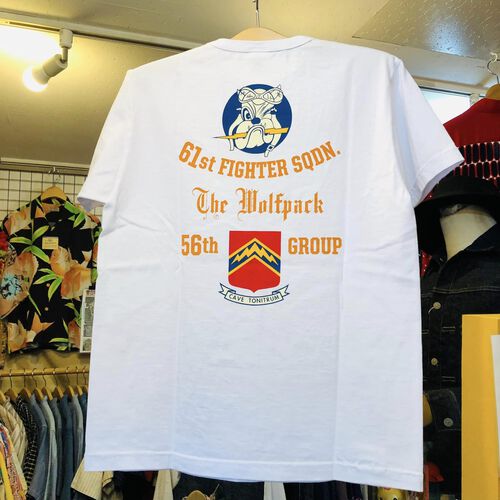 61st FIGHTER SQDN.
The Wolfpack
56th GROUP
CAVE TONITRUM